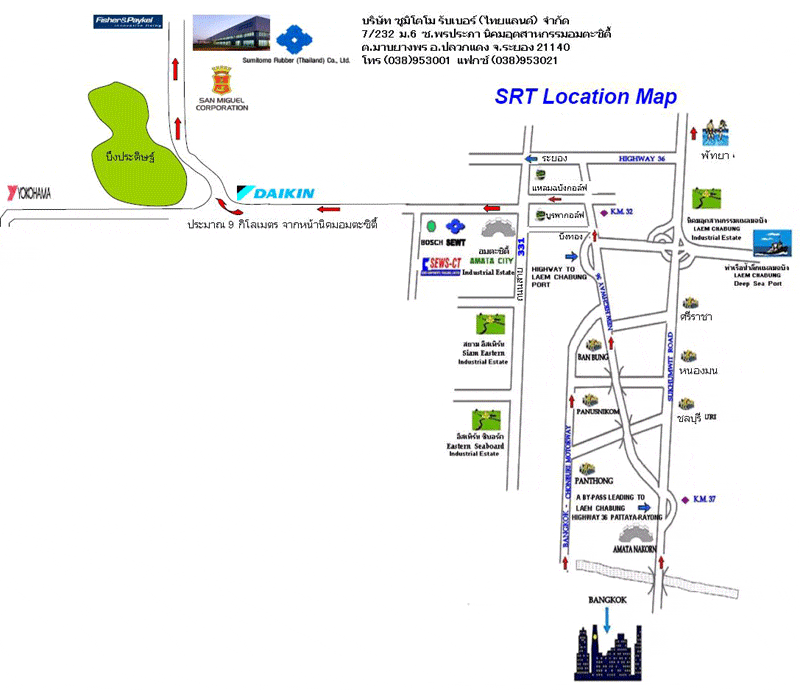 Fisher&Paykel
Sumitomo Rubber (Thailand) Co., Ltd.
บริษัท ซูมิโตโม รับเบอร์ (ไทยแลนด์) จำกัด
7/232 ม.6 ซ.พรประภา นิคมอุตสาหกรรมอมตะซิตี้
ต.มาบยางพร อ.ปลวกแดง จ.ระยอง 21140
โทร (038)953001 แฟกซ์ (038)953021
SAN MIGUEL
CORPORATION
SRT Location Map
บึงประดิษฐ์
ระยอง
HIGHWAY 36
พัทยา
YOKOHAMA
DAIKIN
แหลมฉบังกอล์ฟ
บูรพากอล์ฟ
K.M. 32
นิคมอุตสาหกรรมแหลมฉบัง
LAEM CHABUNG
Industrial Estate
ประมาณ 9 กิโลเมตร จากหน้านิคมอมตะซิตี้
บึงทอง
BOSCH
SEWT
อมตะซิตี้
AMATA CITY
Industrial Estate
SEWS-CT
ถนนสาย 331
HIGHWAY TO
LAEM CHABUNG
PORT
ท่าเรือน้ำลึกแหลมฉบัง
LAEM CHABUNG
Deep Sea Port
NEW HIGHWAY 36
ศรีราชา
สยาม อีสเทิร์น
Siam Eastern
Industrial Estate
BAN BUNG
SUKHUMWIT ROAD
หนองมน
PANUSNIKOM
ชลบุรี
URI
อีสเทิร์น ซีบอร์ด
Eastern Seaboard
Industrial Estate
BANGKOK - CHONBURI MOTORWAY
PANTHONG
A BY-PASS LEADING TO
LAEM CHABUNG
HIGHWAY 36 PATTAYA-RAYONG
K.M. 37
AMATA NAKORN
BANGKOK